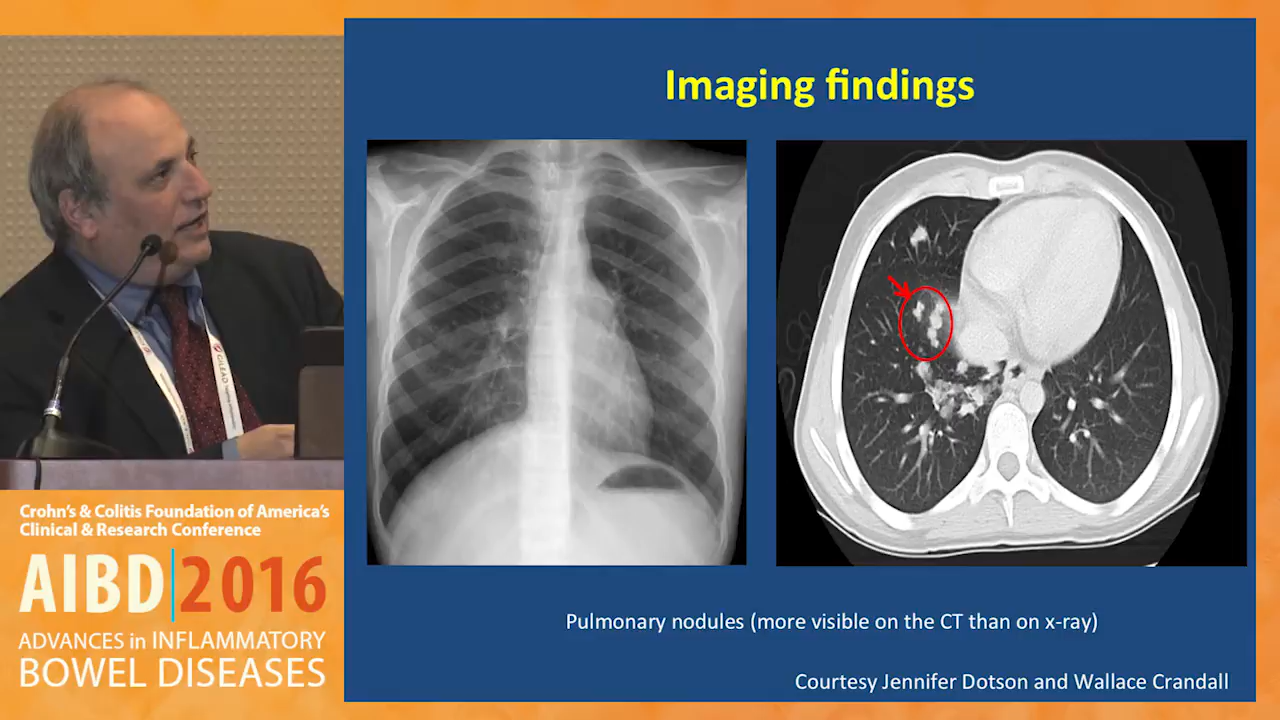 Imaging findings
GILEAD
Pulmonary nodules (more visible on the CT than on x-ray)
Courtesy Jennifer Dotson and Wallace Crandall
Crohn's & Colitis Foundation of America's
Clinical & Research Conference
AIBD|2016
ADVANCES in INFLAMMATORY
BOWEL DISEASES